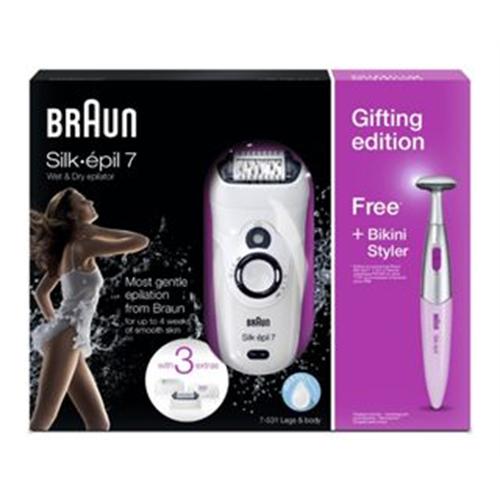 BRAUN
Silk·épil 7
Wet & Dry epilator
Most gentle
epilation
from Braun
for up to 4 weeks
of smooth skin
with 3 extras
BRAUN
Silk·épil 7
7-531 Legs & body
Gifting
edition
Free*
+ Bikini
Styler
BRAUN